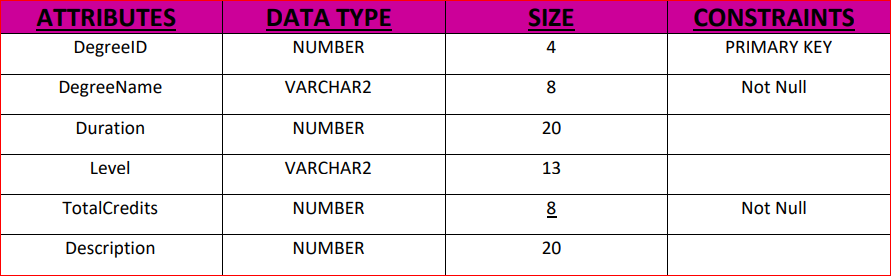 ATTRIBUTES DATA TYPE SIZE CONSTRAINTS
DegreeID NUMBER 4 PRIMARY KEY
DegreeName VARCHAR2 8 Not Null
Duration NUMBER 20
Level VARCHAR2 13
TotalCredits NUMBER 8 Not Null
Description NUMBER 20